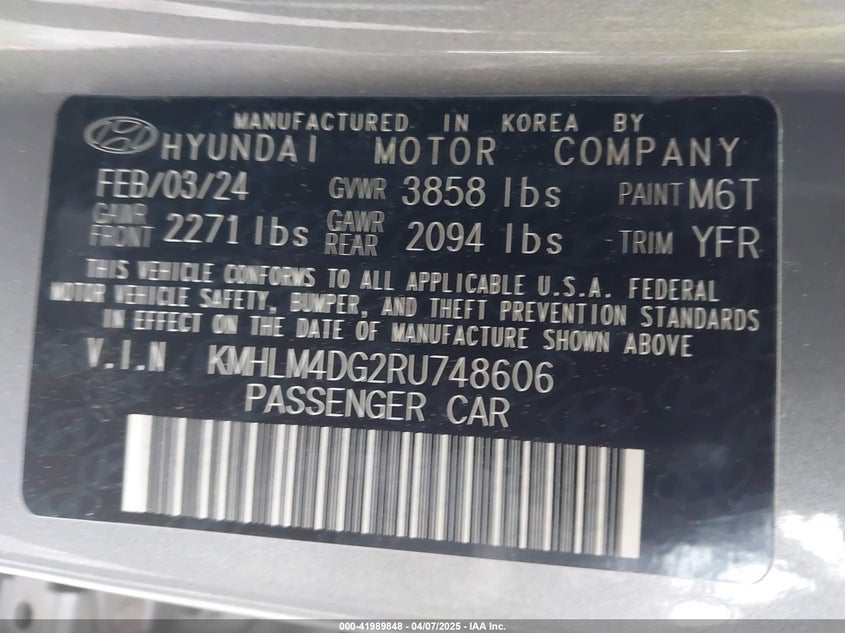 MANUFACTURED IN KOREA BY
HYUNDAI MOTOR COMPANY
FEB/03/24 GVWR 3858 lbs PAINT M6T
GAWR FRONT 2271 lbs GAWR REAR 2094 lbs TRIM YFR
THIS VEHICLE CONFORMS TO ALL APPLICABLE U.S.A. FEDERAL
MOTOR VEHICLE SAFETY, BUMPER, AND THEFT PREVENTION STANDARDS
IN EFFECT ON THE DATE OF MANUFACTURE SHOWN ABOVE
V.I.N KMHLM4DG2RU748606
PASSENGER CAR
000-41989848 - 04/07/2025 - IAA Inc.